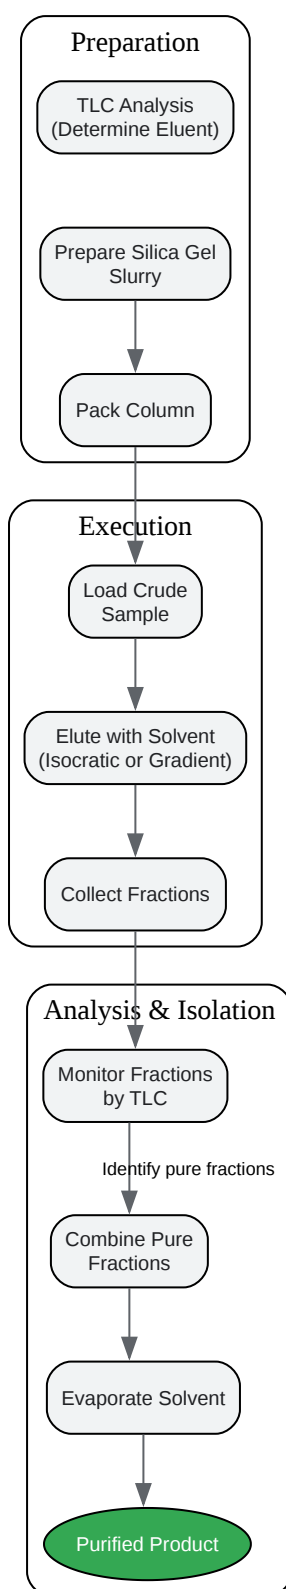 Preparation
TLC Analysis
(Determine Eluent)
Prepare Silica Gel
Slurry
Pack Column
Execution
Load Crude
Sample
Elute with Solvent
(Isocratic or Gradient)
Collect Fractions
Analysis & Isolation
Monitor Fractions
by TLC
Identify pure fractions
Combine Pure
Fractions
Evaporate Solvent
Purified Product